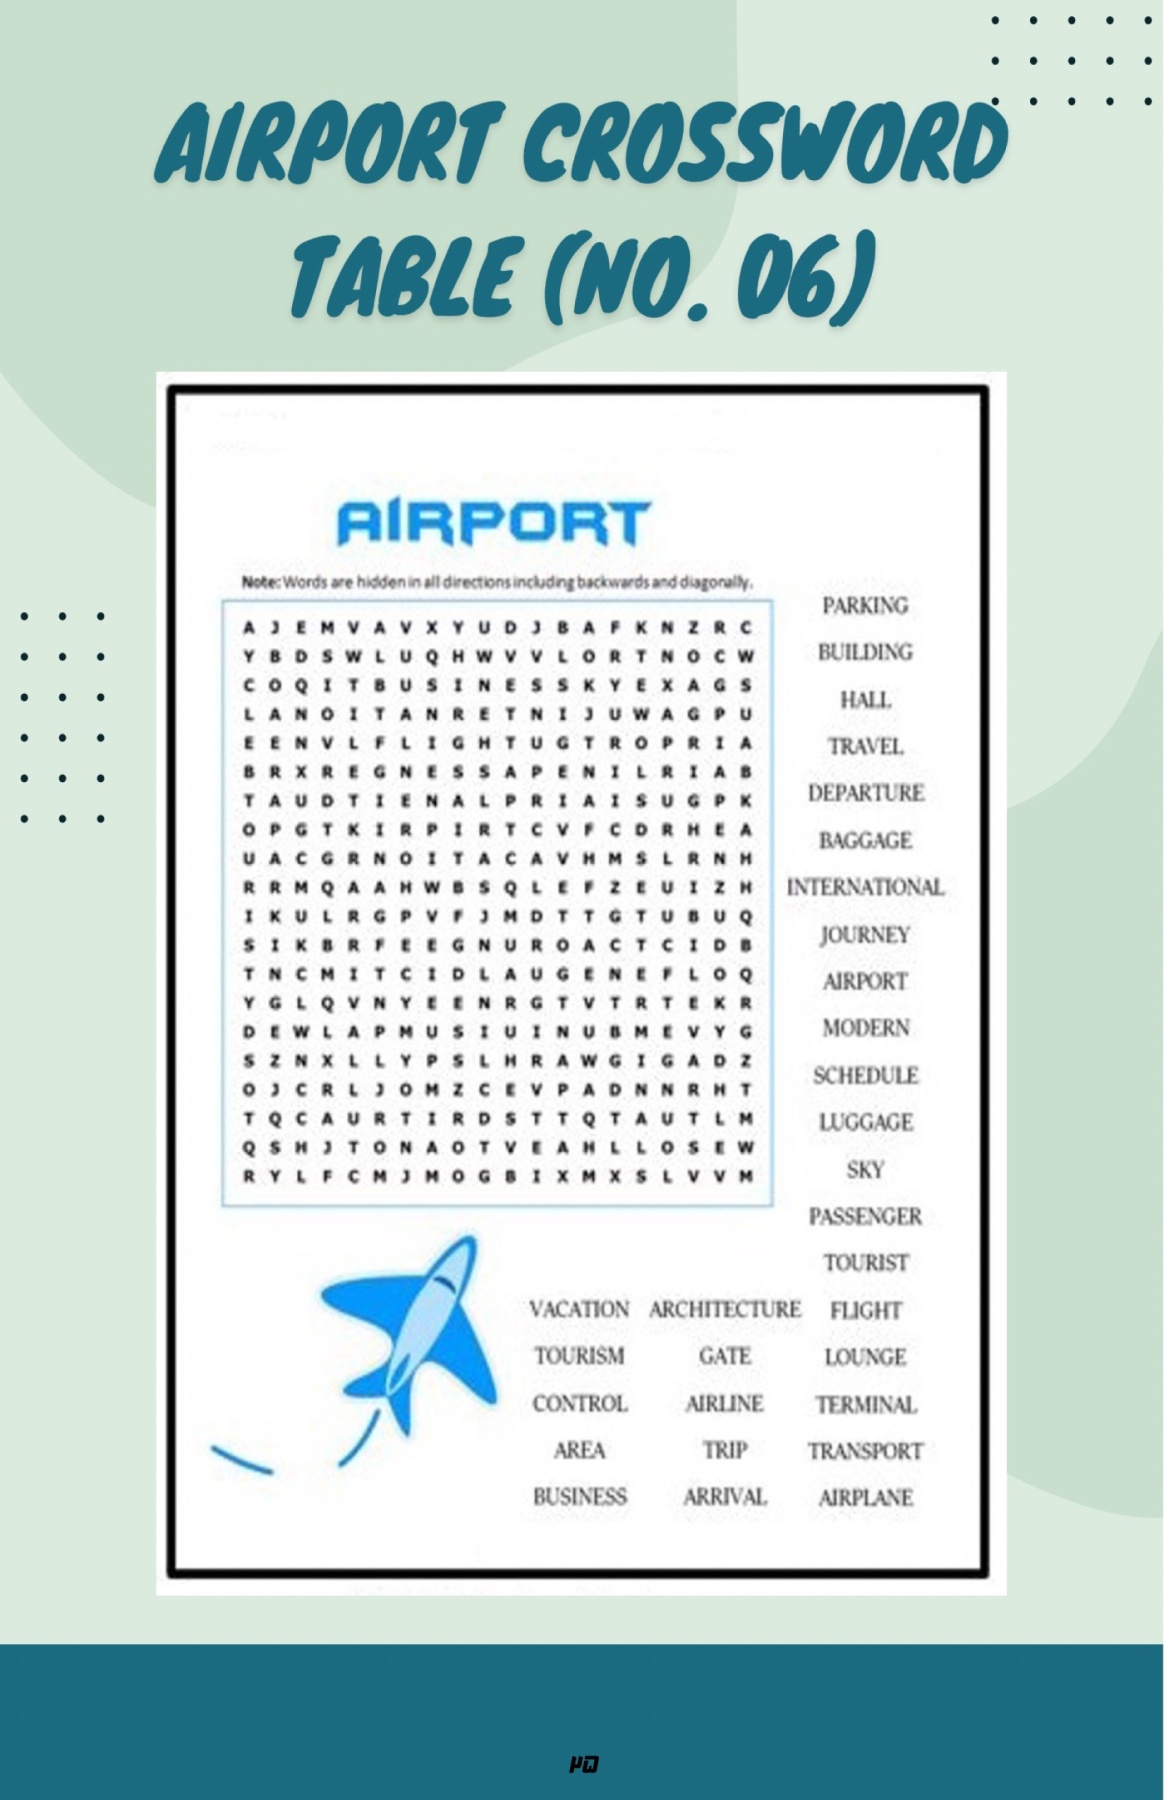 AIRPORT CROSSWORD
TABLE (NO. 06)
AIRPORT
Note: Words are hidden in all directions including backwards and diagonally.
A J E M V A V X Y U D J B A F K N Z R C
Y B D S W L U Q H W V V L O R T N O C W
C O Q I T B U S I N E S S K Y E X A G S
L A N O I T A N R E T N I J U W A G P U
E E N V L F L I G H T U G T R O P R I A
B R X R E G N E S S A P E N I L R I A B
T A U D T I E N A L P R I A I S U G P K
O P G T K I R P I R T C V F C D R H E A
U A C G R N O I T A C A V H M S L R N H
R R M Q A A H W B S Q L E F Z E U I Z H
I K U L R G P V F J M D T T G T U B U Q
S I K B R F E E G N U R O A C T C I D B
T N C M I T C I D L A U G E N E F L O Q
Y G L Q V N Y E E N R G T V T R T E K R
D E W L A P M U S I U I N U B M E V Y G
S Z N X L L Y P S L H R A W G I G A D Z
O J C R L J O M Z C E V P A D N N R H T
T Q C A U R T I R D S T T Q T A U T L M
Q S H J T O N A O T V E A H L L O S E W
R Y L F C M J M O G B I X M X S L V V M
PARKING
BUILDING
HALL
TRAVEL
DEPARTURE
BAGGAGE
INTERNATIONAL
JOURNEY
AIRPORT
MODERN
SCHEDULE
LUGGAGE
SKY
PASSENGER
TOURIST
VACATION ARCHITECTURE FLIGHT
TOURISM GATE LOUNGE
CONTROL AIRLINE TERMINAL
AREA TRIP TRANSPORT
BUSINESS ARRIVAL AIRPLANE